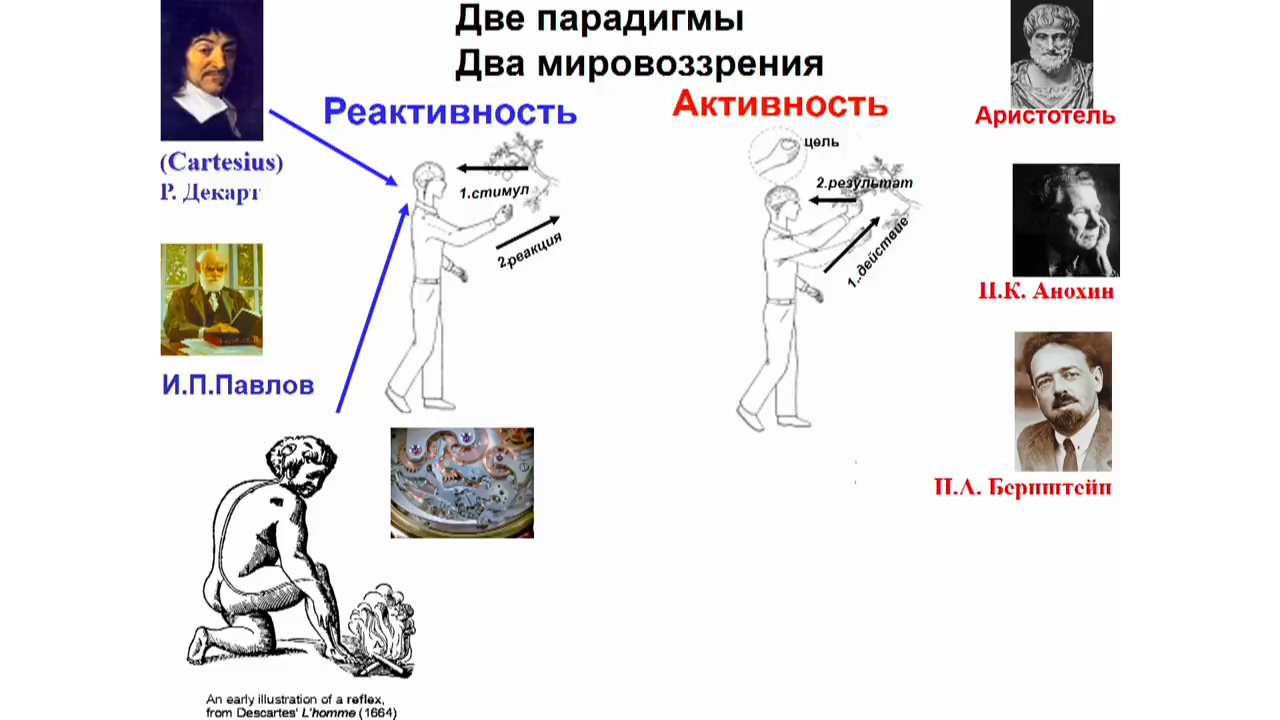 Две парадигмы
Два мировоззрения
Реактивность
Активность
(Cartesius)
Р. Декарт
И.П.Павлов
1.стимул
2.реакция
цель
2.результат
1..действие
Аристотель
П.К. Анохин
Н.А. Бернштейн
An early illustration of a reflex,
from Descartes' L'homme (1664)